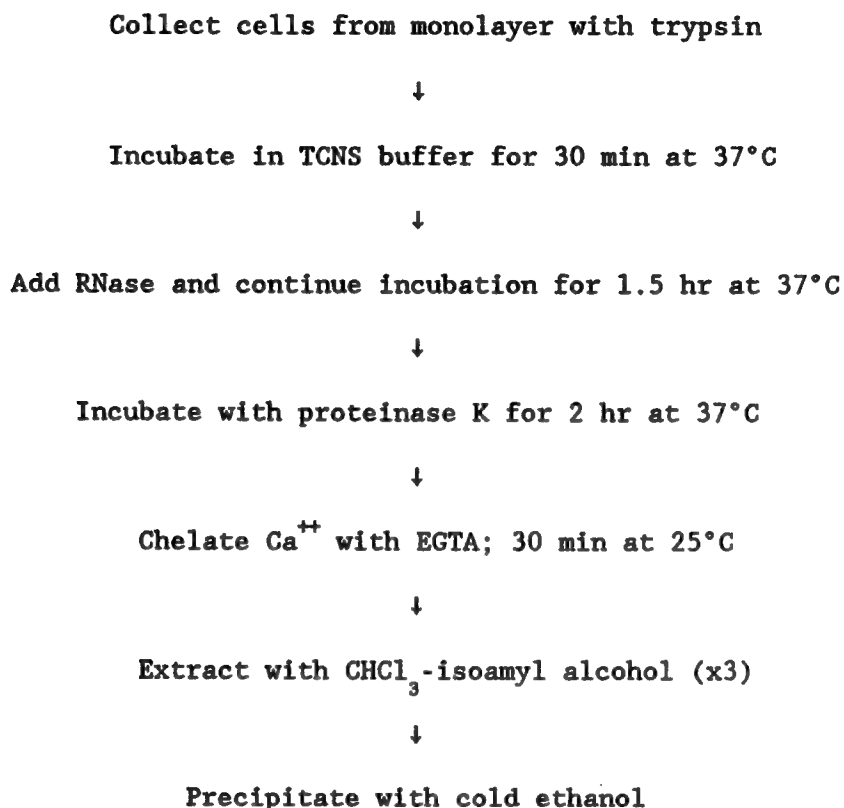 Collect cells from monolayer with trypsin
↓
Incubate in TCNS buffer for 30 min at 37°C
↓
Add RNase and continue incubation for 1.5 hr at 37°C
↓
Incubate with proteinase K for 2 hr at 37°C
↓
Chelate Ca⁺⁺ with EGTA; 30 min at 25°C
↓
Extract with CHCl₃-isoamyl alcohol (x3)
↓
Precipitate with cold ethanol